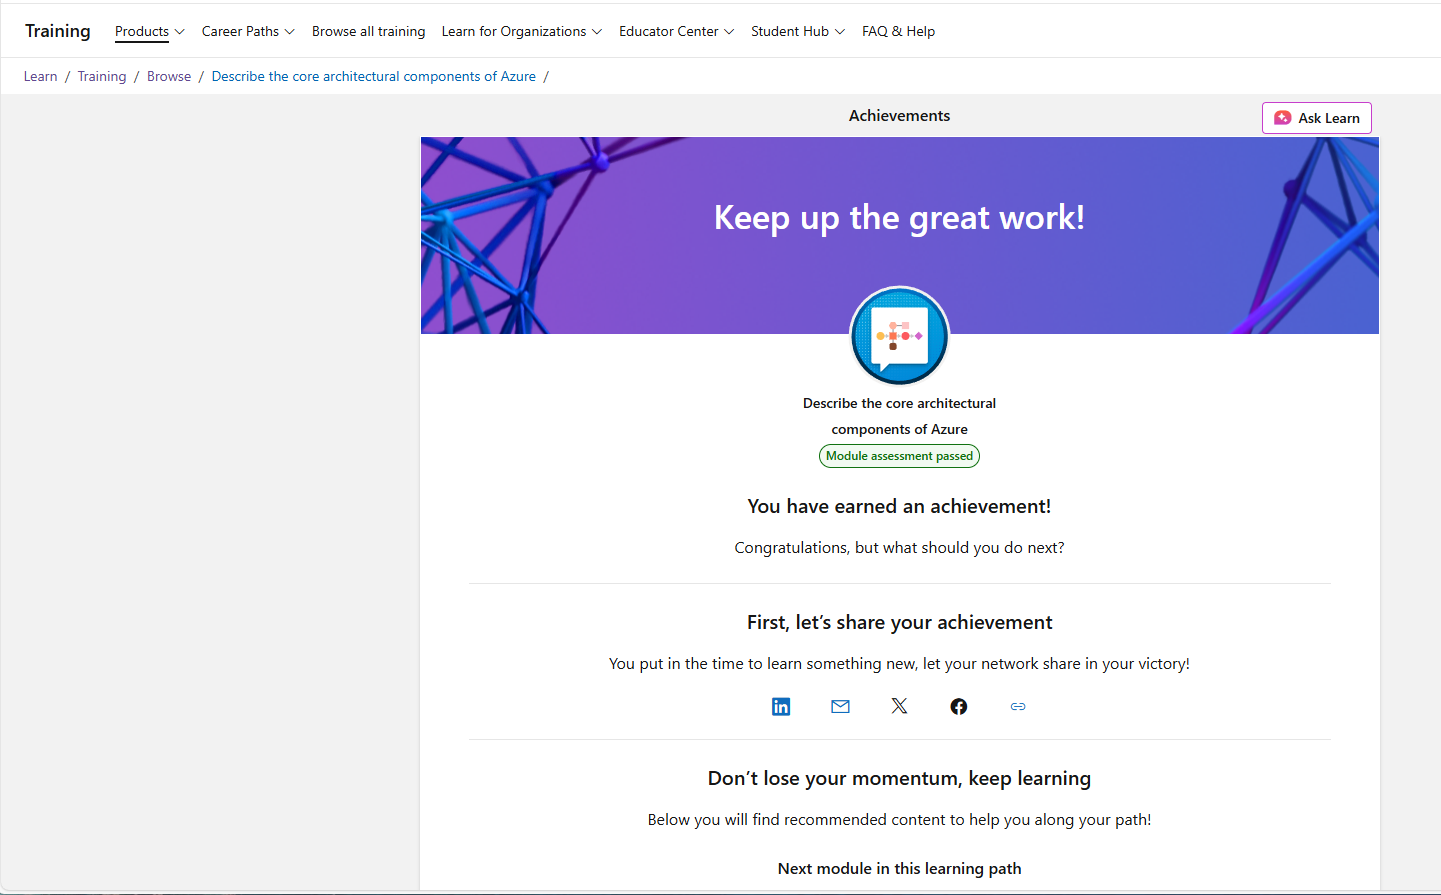 Training Products Career Paths Browse all training Learn for Organizations Educator Center Student Hub FAQ & Help
Learn / Training / Browse / Describe the core architectural components of Azure /
Achievements
Ask Learn
Keep up the great work!
Describe the core architectural
components of Azure
Module assessment passed
You have earned an achievement!
Congratulations, but what should you do next?
First, let’s share your achievement
You put in the time to learn something new, let your network share in your victory!
in
Don’t lose your momentum, keep learning
Below you will find recommended content to help you along your path!
Next module in this learning path